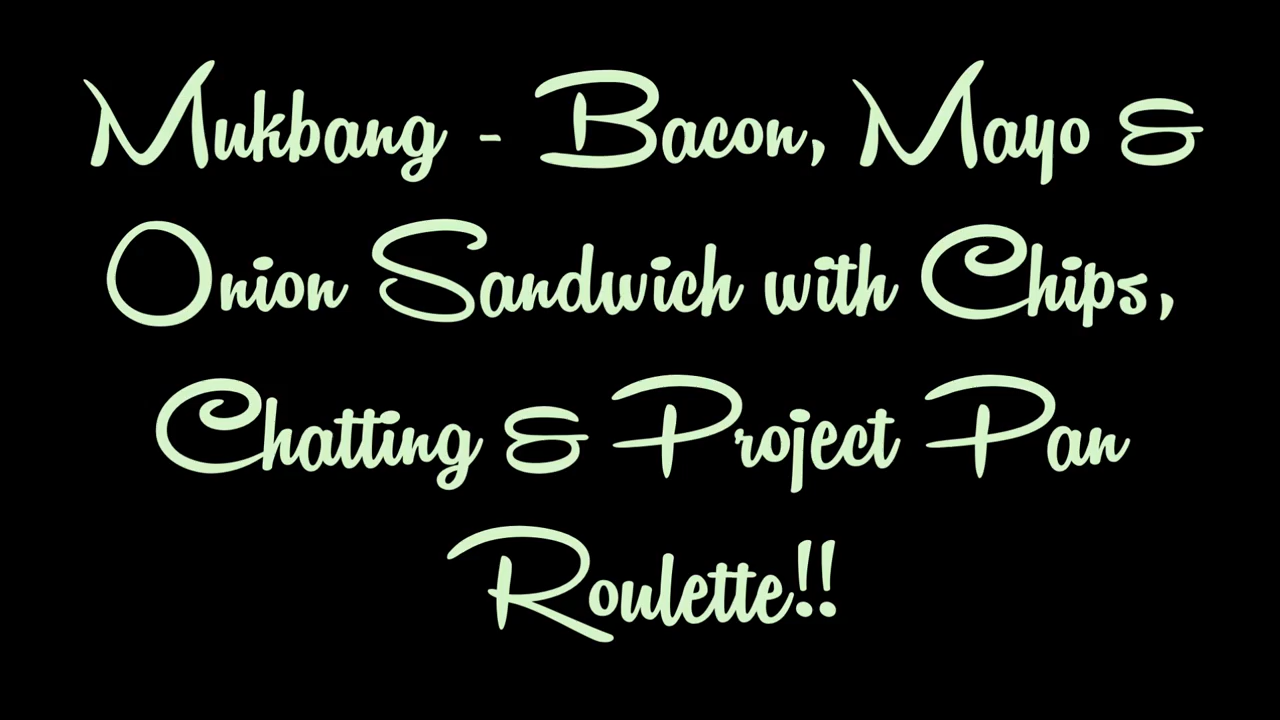 Mukbang - Bacon, Mayo &
Onion Sandwich with Chips,
Chatting & Project Pan
Roulette!!